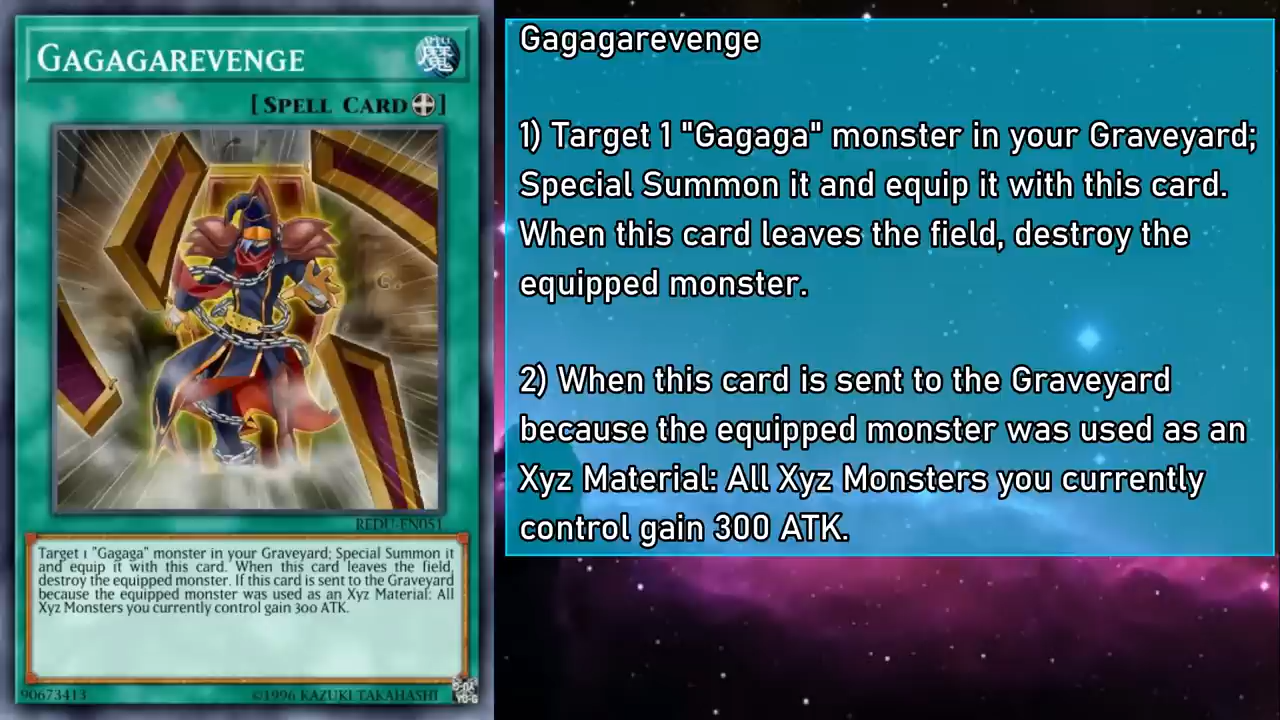 GAGAGAREVENGE
SPELL
魔
[ SPELL CARD ]
REDU-EN051
Target 1 "Gagaga" monster in your Graveyard; Special Summon it
and equip it with this card. When this card leaves the field,
destroy the equipped monster. If this card is sent to the Graveyard
because the equipped monster was used as an Xyz Material: All
Xyz Monsters you currently control gain 300 ATK.
90673413
©1996 KAZUKI TAKAHASHI
Gagagarevenge
1) Target 1 "Gagaga" monster in your Graveyard;
Special Summon it and equip it with this card.
When this card leaves the field, destroy the
equipped monster.
2) When this card is sent to the Graveyard
because the equipped monster was used as an
Xyz Material: All Xyz Monsters you currently
control gain 300 ATK.